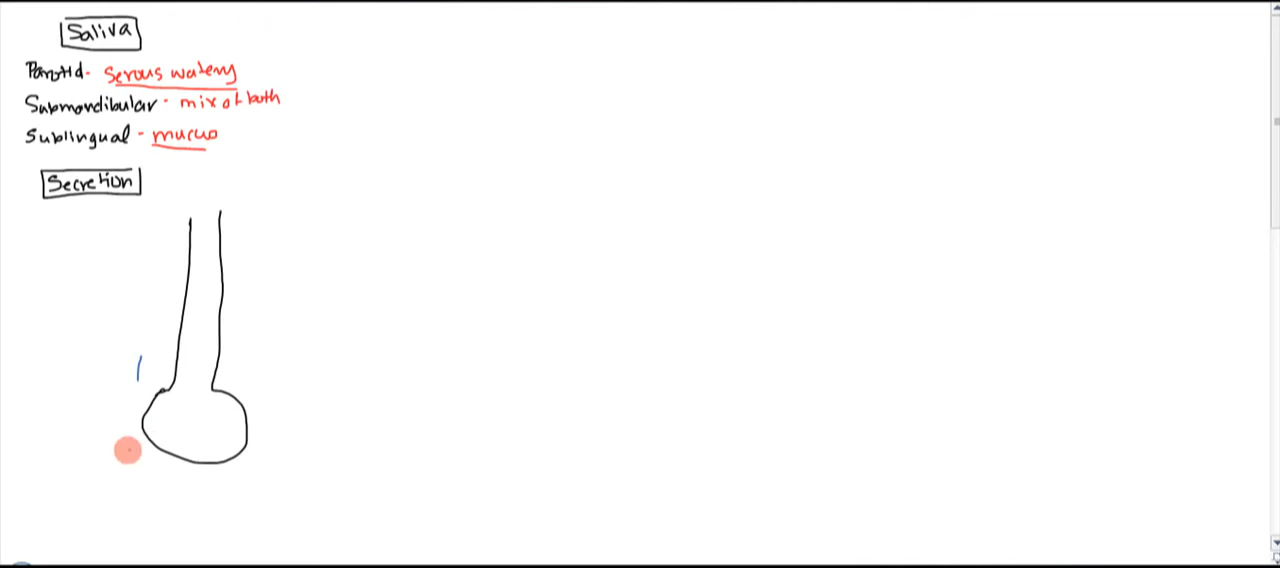 Saliva
Parotid - Serous watery
Submandibular - mix of both
Sublingual - mucus
Secretion